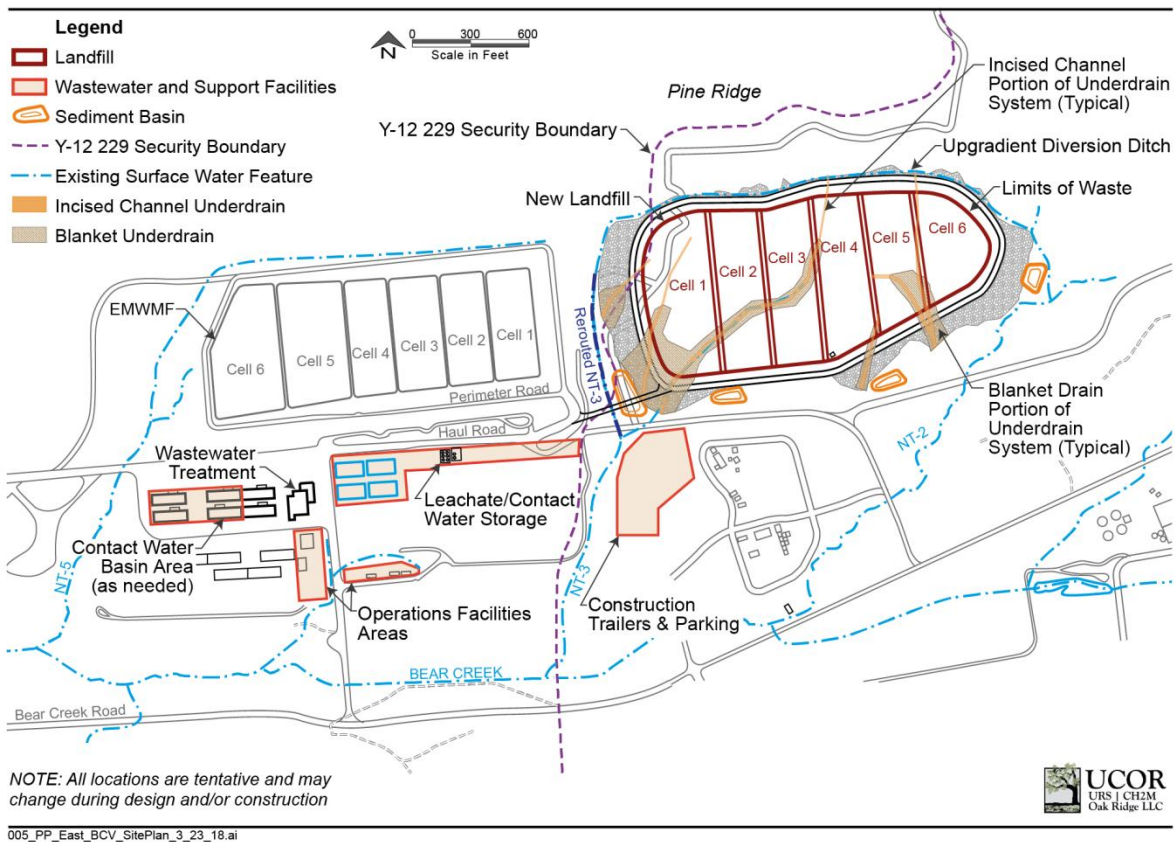 Legend
Landfill
Wastewater and Support Facilities
Sediment Basin
Y-12 229 Security Boundary
Existing Surface Water Feature
Incised Channel Underdrain
Blanket Underdrain
N
0 300 600
Scale in Feet
Pine Ridge
Y-12 229 Security Boundary
Incised Channel
Portion of Underdrain
System (Typical)
Upgradient Diversion Ditch
New Landfill
Limits of Waste
Cell 1
Cell 2
Cell 3
Cell 4
Cell 5
Cell 6
EMWMF
Cell 6
Cell 5
Cell 4
Cell 3
Cell 2
Cell 1
Perimeter Road
Rerouted NT-3
Haul Road
Blanket Drain
Portion of
Underdrain
System (Typical)
NT-2
Wastewater
Treatment
Leachate/Contact
Water Storage
Contact Water
Basin Area
(as needed)
NT-5
Operations Facilities
Areas
NT-3
Construction
Trailers & Parking
BEAR CREEK
Bear Creek Road
NOTE: All locations are tentative and may
change during design and/or construction
UCOR
URS | CH2M
Oak Ridge LLC
005_PP_East_BCV_SitePlan_3_23_18.ai